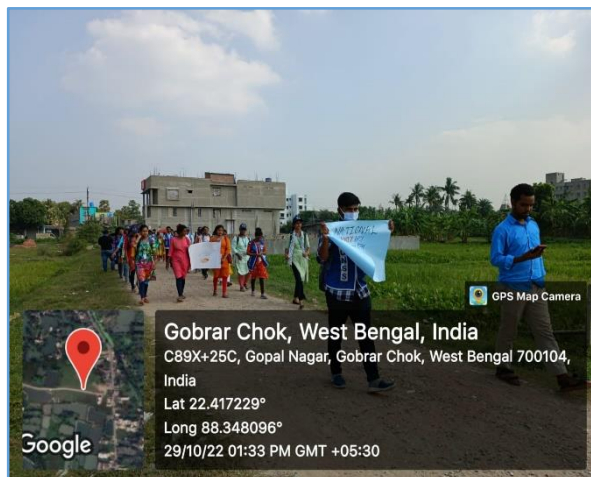 NATIONAL
GPS Map Camera
Gobrar Chok, West Bengal, India
C89X+25C, Gopal Nagar, Gobrar Chok, West Bengal 700104,
India
Lat 22.417229°
Long 88.348096°
29/10/22 01:33 PM GMT +05:30
Google